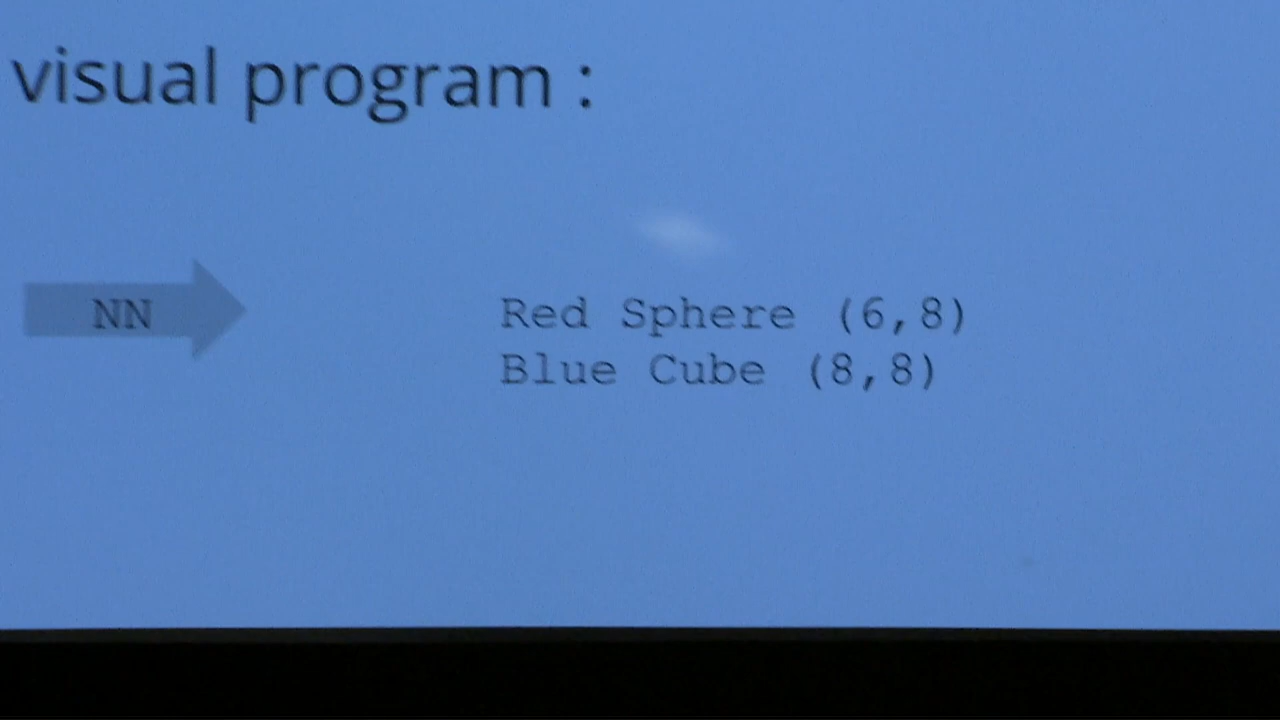 visual program :
NN
Red Sphere (6,8)
Blue Cube (8,8)